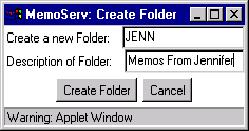 MemoServ: Create Folder
Create a new Folder: JENN
Description of Folder: Memos From Jennifer
Create Folder Cancel
Warning: Applet Window